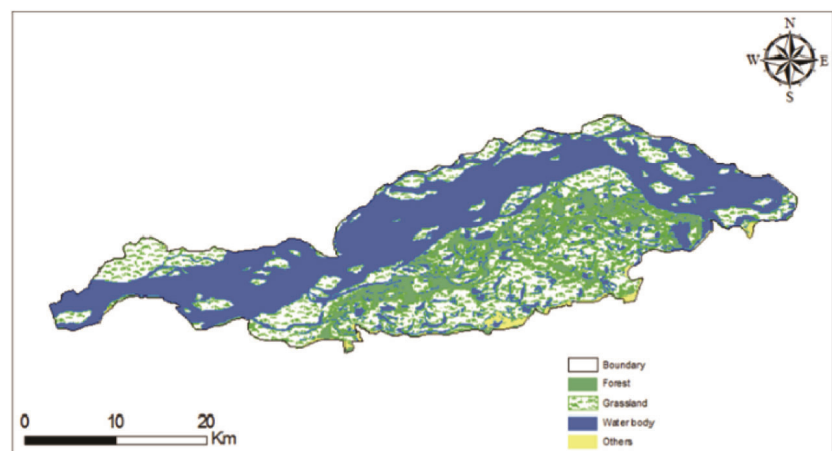 N
W E
S
Boundary
Forest
Grassland
Water body
Others
0 10 20
Km